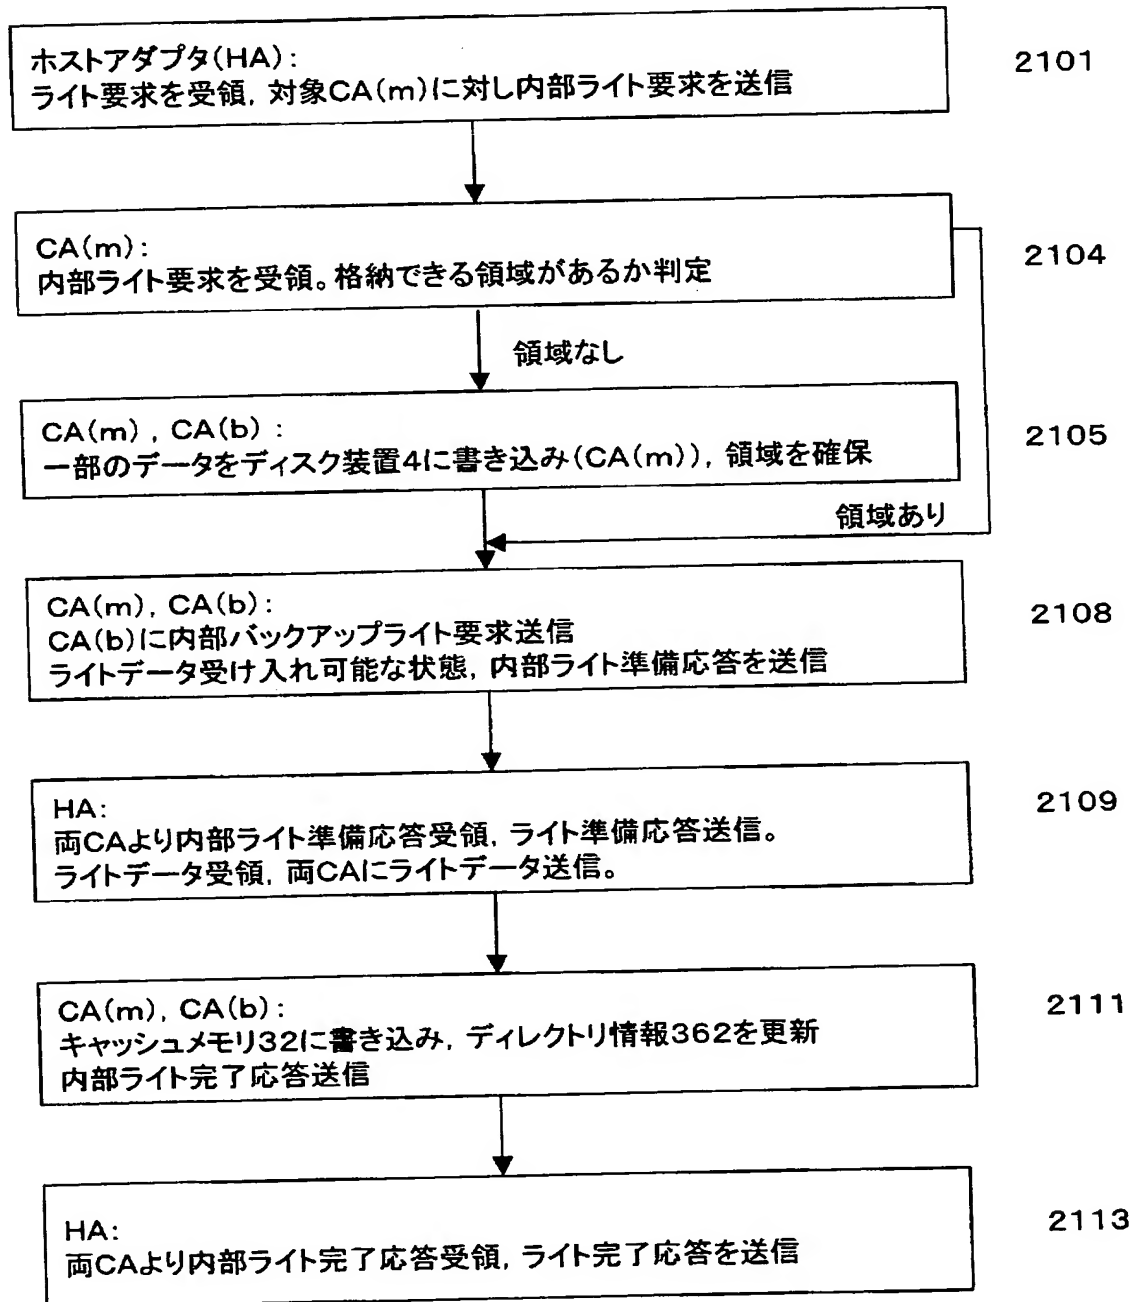 ホストアダプタ(HA):
ライト要求を受領, 対象CA(m)に対し内部ライト要求を送信
2101
CA(m):
内部ライト要求を受領。格納できる領域があるか判定
2104
領域なし
CA(m) , CA(b) :
一部のデータをディスク装置4に書き込み(CA(m)), 領域を確保
2105
領域あり
CA(m), CA(b):
CA(b)に内部バックアップライト要求送信
ライトデータ受け入れ可能な状態, 内部ライト準備応答を送信
2108
HA:
両CAより内部ライト準備応答受領, ライト準備応答送信。
ライトデータ受領, 両CAにライトデータ送信。
2109
CA(m), CA(b):
キャッシュメモリ32に書き込み, ディレクトリ情報362を更新
内部ライト完了応答送信
2111
HA:
両CAより内部ライト完了応答受領, ライト完了応答を送信
2113